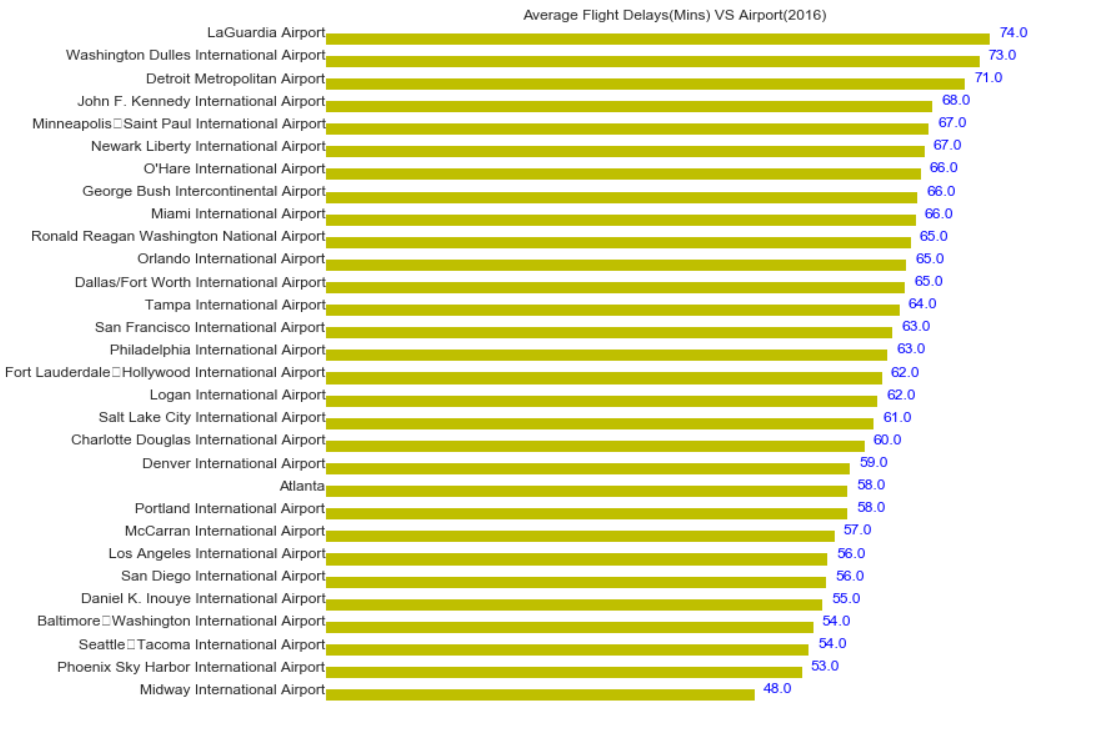 Average Flight Delays(Mins) VS Airport(2016)
LaGuardia Airport 74.0
Washington Dulles International Airport 73.0
Detroit Metropolitan Airport 71.0
John F. Kennedy International Airport 68.0
Minneapolis□Saint Paul International Airport 67.0
Newark Liberty International Airport 67.0
O'Hare International Airport 66.0
George Bush Intercontinental Airport 66.0
Miami International Airport 66.0
Ronald Reagan Washington National Airport 65.0
Orlando International Airport 65.0
Dallas/Fort Worth International Airport 65.0
Tampa International Airport 64.0
San Francisco International Airport 63.0
Philadelphia International Airport 63.0
Fort Lauderdale□Hollywood International Airport 62.0
Logan International Airport 62.0
Salt Lake City International Airport 61.0
Charlotte Douglas International Airport 60.0
Denver International Airport 59.0
Atlanta 58.0
Portland International Airport 58.0
McCarran International Airport 57.0
Los Angeles International Airport 56.0
San Diego International Airport 56.0
Daniel K. Inouye International Airport 55.0
Baltimore□Washington International Airport 54.0
Seattle□Tacoma International Airport 54.0
Phoenix Sky Harbor International Airport 53.0
Midway International Airport 48.0